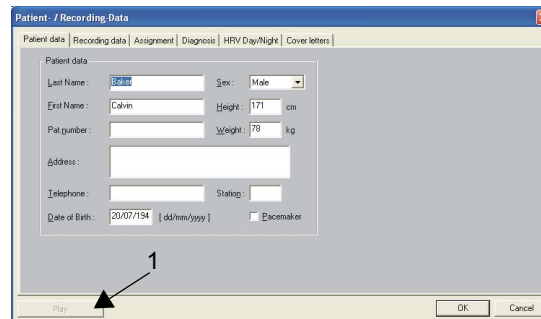 Patient- / Recording-Data
Patient data Recording data Assignment Diagnosis HRV Day/Night Cover letters
Patient data
Last Name : Baker Sex : Male
First Name : Calvin Height : 171 cm
Pat.number : Weight : 78 kg
Address :
Telephone : Station :
Date of Birth : 20/07/194 [ dd/mm/yyyy ] Pacemaker
1
Play OK Cancel